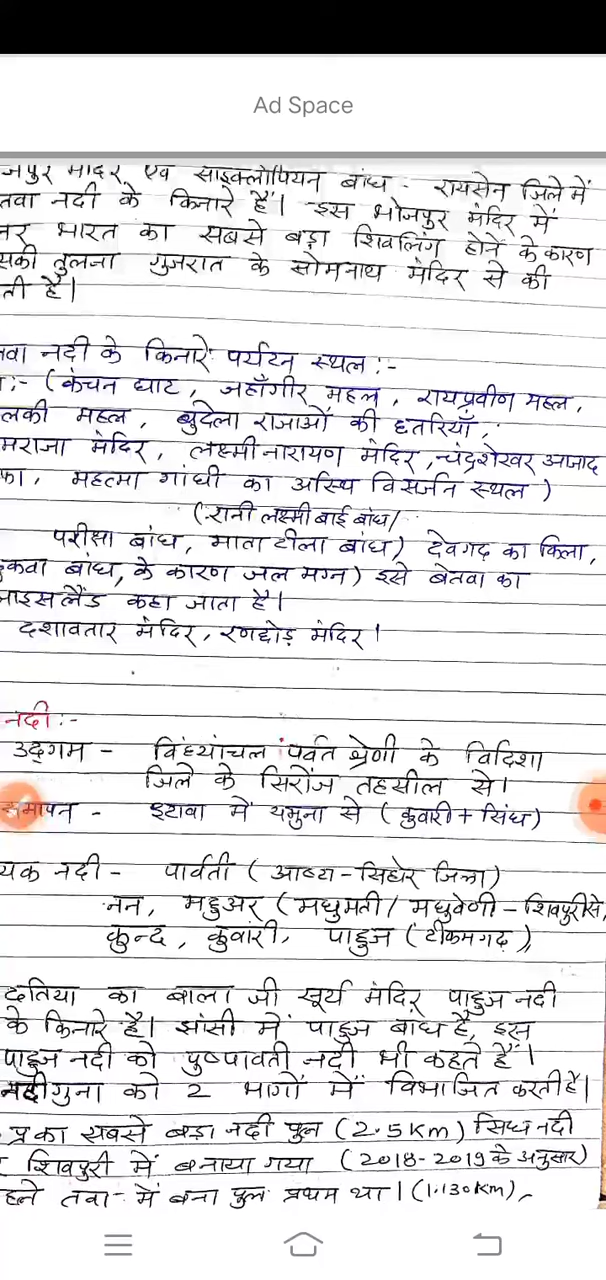 Ad Space
जपुर मंदिर एवं साइक्लोपियन बांध - रायसेन जिले में
तवा नदी के किनारे हैं। इस भोजपुर मंदिर में
तर भारत का सबसे बड़ा शिवलिंग होने के कारण
सकी तुलना गुजरात के सोमनाथ मंदिर से की
ती है।
वा नदी के किनारे पर्यटन स्थल :-
:- (कंचन घाट, जहाँगीर महल, रायप्रवीण महल,
लकी महल, बुंदेला राजाओं की छतरियाँ,
मराजा मंदिर, लक्ष्मीनारायण मंदिर, चंद्रशेखर आजाद
फा, महत्मा गांधी का अस्थि विसर्जन स्थल)
(रानी लक्ष्मी बाई बांध/
परीक्षा बांध, माता टीला बांध) देवगढ़ का किला,
कवा बांध, के कारण जल मग्न) इसे बेतवा का
आइसलैंड कहा जाता है।
दशावतार मंदिर, रणछोड़ मंदिर।
नदी :-
उद्गम - विंध्यांचल पर्वत श्रेणी के विदिशा
जिले के सिरोंज तहसील से।
समापन - इटावा में यमुना से (कुवारी + सिंध)
यक नदी - पार्वती (आष्टा - सिहोर जिला)
नन, महुअर (मधुमती/मधुवेणी - शिवपुरी से,
कुन्द, कुवांरी, पाहुज (टीकमगढ़),
दतिया का बाला जी सूर्य मंदिर पाहुज नदी
के किनारे है। झांसी में पाहुज बांध है, इस
पाहुज नदी को पुष्पावती नदी भी कहते हैं।
गुना को 2 भागों में विभाजित करती है।
प्र का सबसे बड़ा नदी पुल (2.5 Km) सिंध नदी
शिवपुरी में बनाया गया (2018-2019 के अनुसार)
हले तवा - में बना पुल प्रथम था। (1.130 Km),